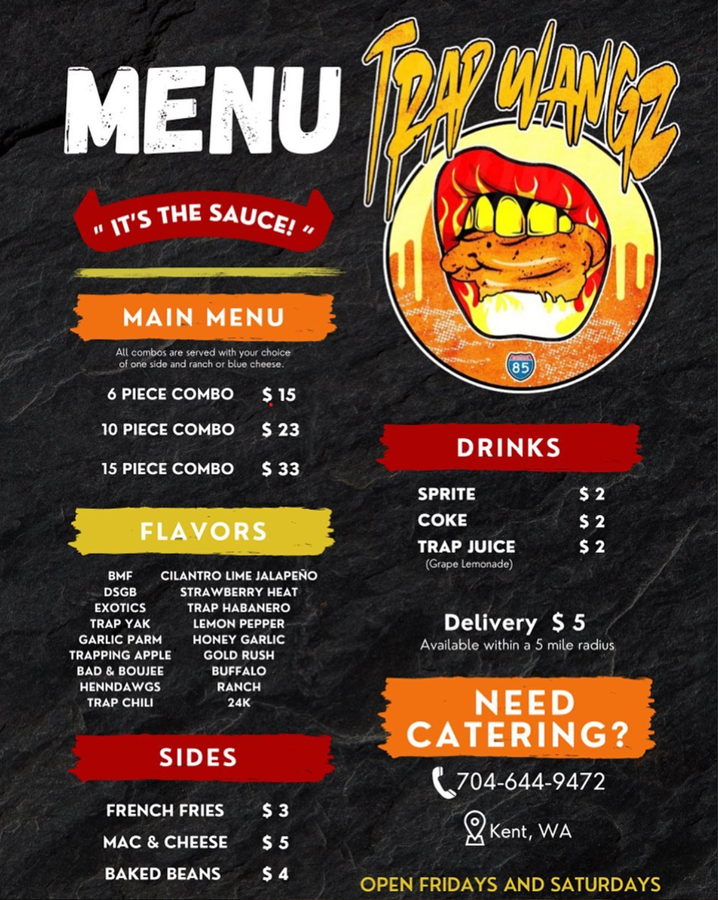 MENU
TRAP WANGZ
" IT'S THE SAUCE! "
85
MAIN MENU
All combos are served with your choice
of one side and ranch or blue cheese.
6 PIECE COMBO $ 15
10 PIECE COMBO $ 23
15 PIECE COMBO $ 33
FLAVORS
BMF
DSGB
EXOTICS
TRAP YAK
GARLIC PARM
TRAPPING APPLE
BAD & BOUJEE
HENNDAWGS
TRAP CHILI
CILANTRO LIME JALAPEÑO
STRAWBERRY HEAT
TRAP HABANERO
LEMON PEPPER
HONEY GARLIC
GOLD RUSH
BUFFALO
RANCH
24K
SIDES
FRENCH FRIES $ 3
MAC & CHEESE $ 5
BAKED BEANS $ 4
DRINKS
SPRITE $ 2
COKE $ 2
TRAP JUICE $ 2
(Grape Lemonade)
Delivery $ 5
Available within a 5 mile radius
NEED
CATERING?
704-644-9472
Kent, WA
OPEN FRIDAYS AND SATURDAYS